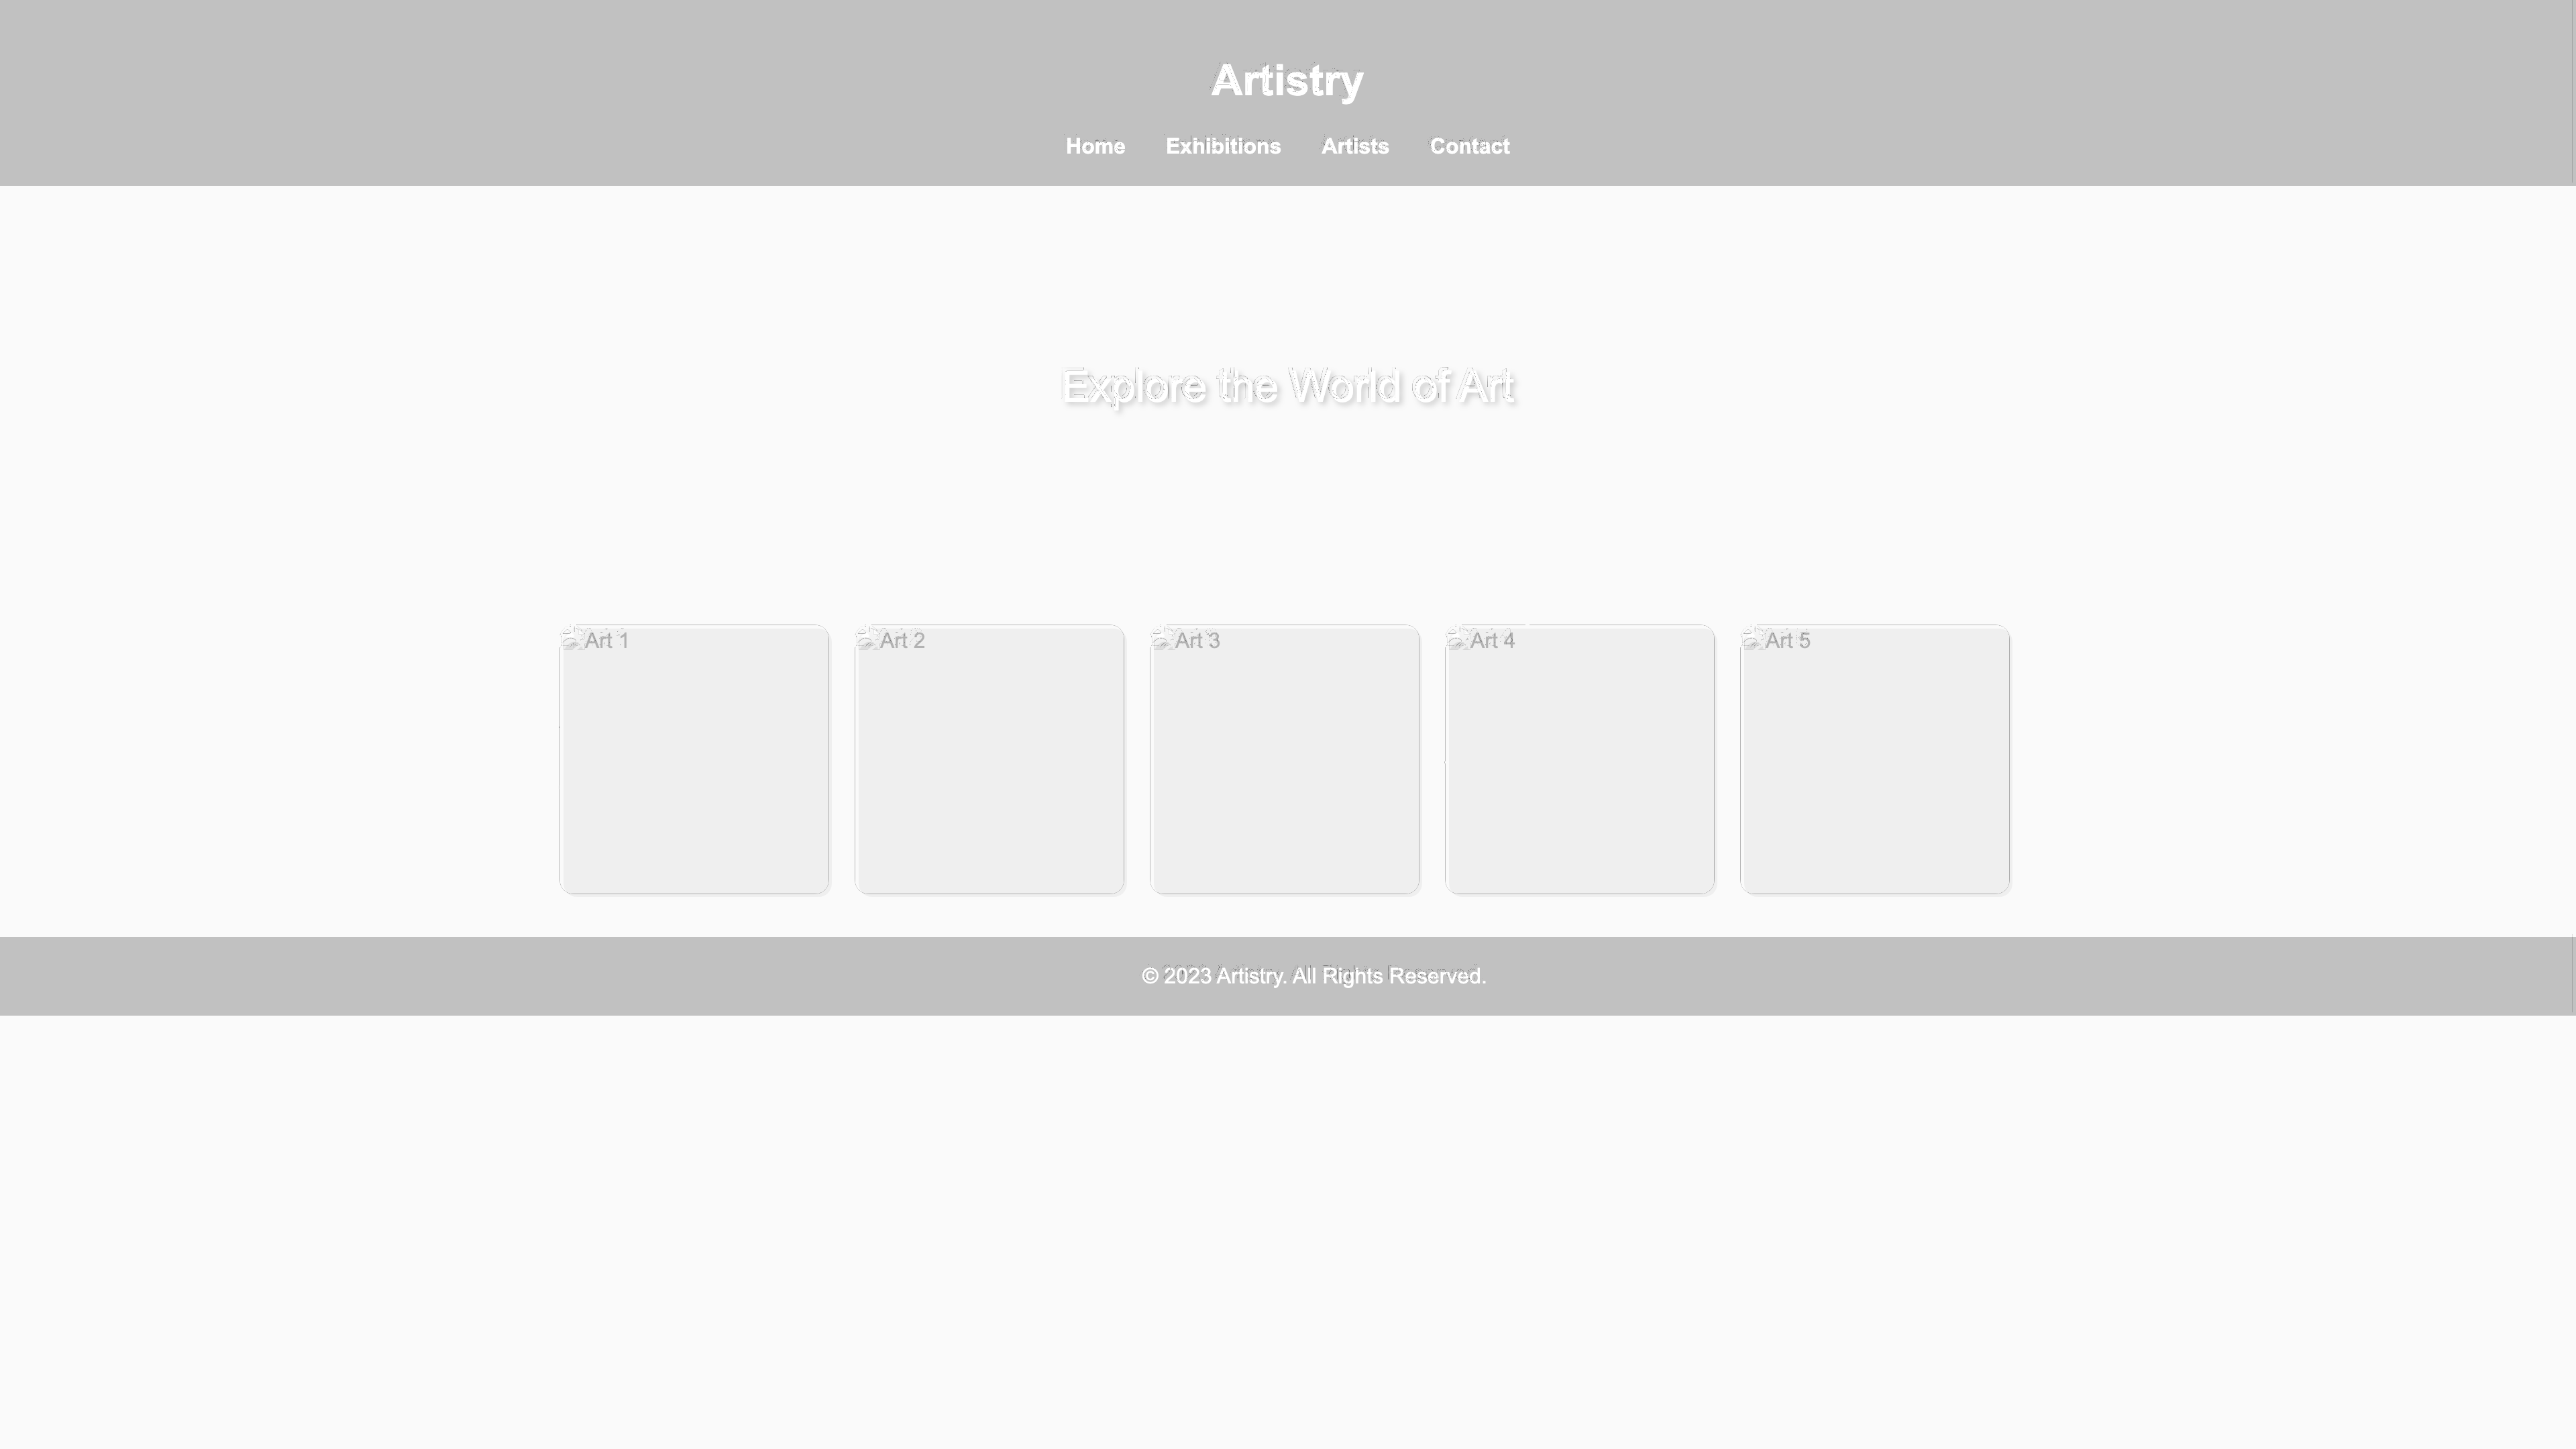 Artistry
Home Exhibitions Artists Contact
Explore the World of Art
Art 1 Art 2 Art 3 Art 4 Art 5
© 2023 Artistry. All Rights Reserved.